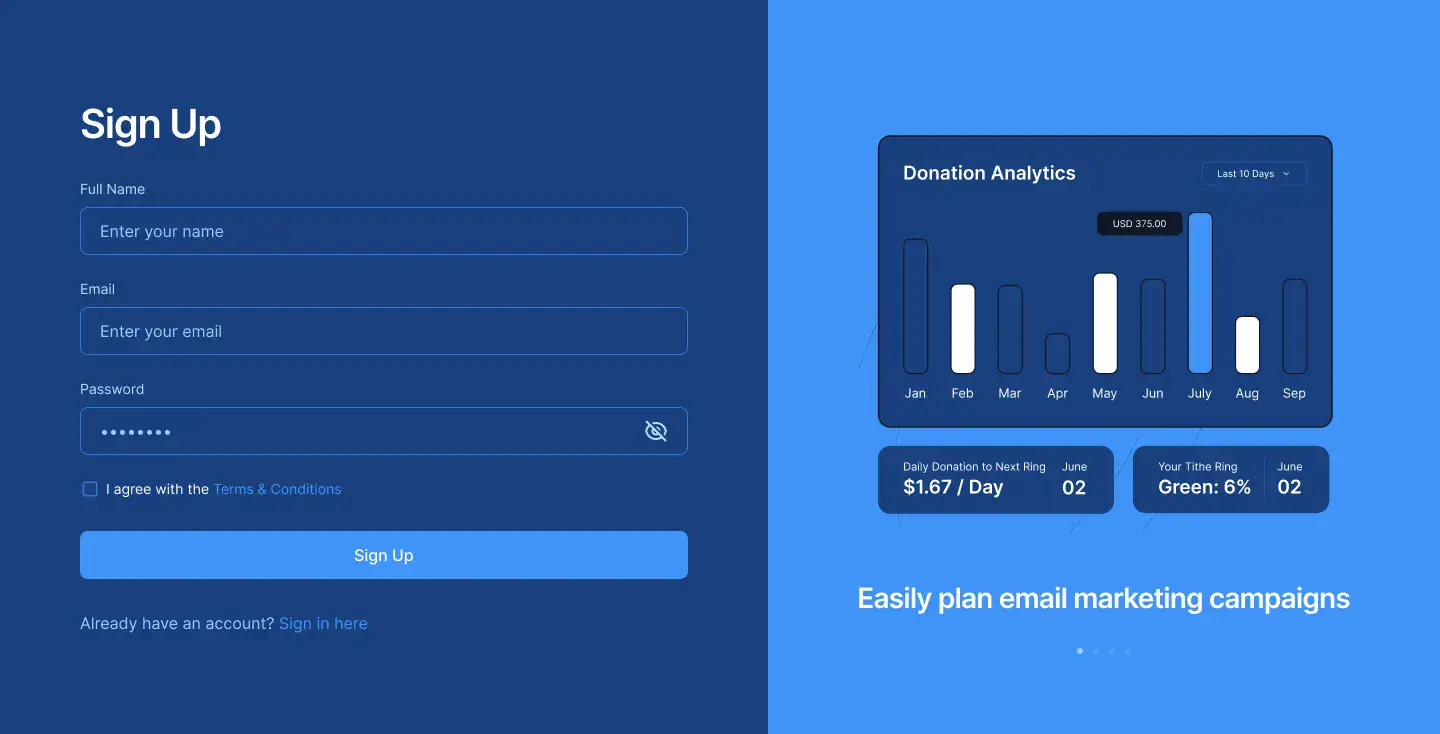 Sign Up
Full Name
Enter your name
Email
Enter your email
Password
••••••••
I agree with the Terms & Conditions
Sign Up
Already have an account? Sign in here
Donation Analytics
Last 10 Days
USD 375.00
Jan Feb Mar Apr May Jun July Aug Sep
Daily Donation to Next Ring June
$1.67 / Day 02
Your Tithe Ring June
Green: 6% 02
Easily plan email marketing campaigns